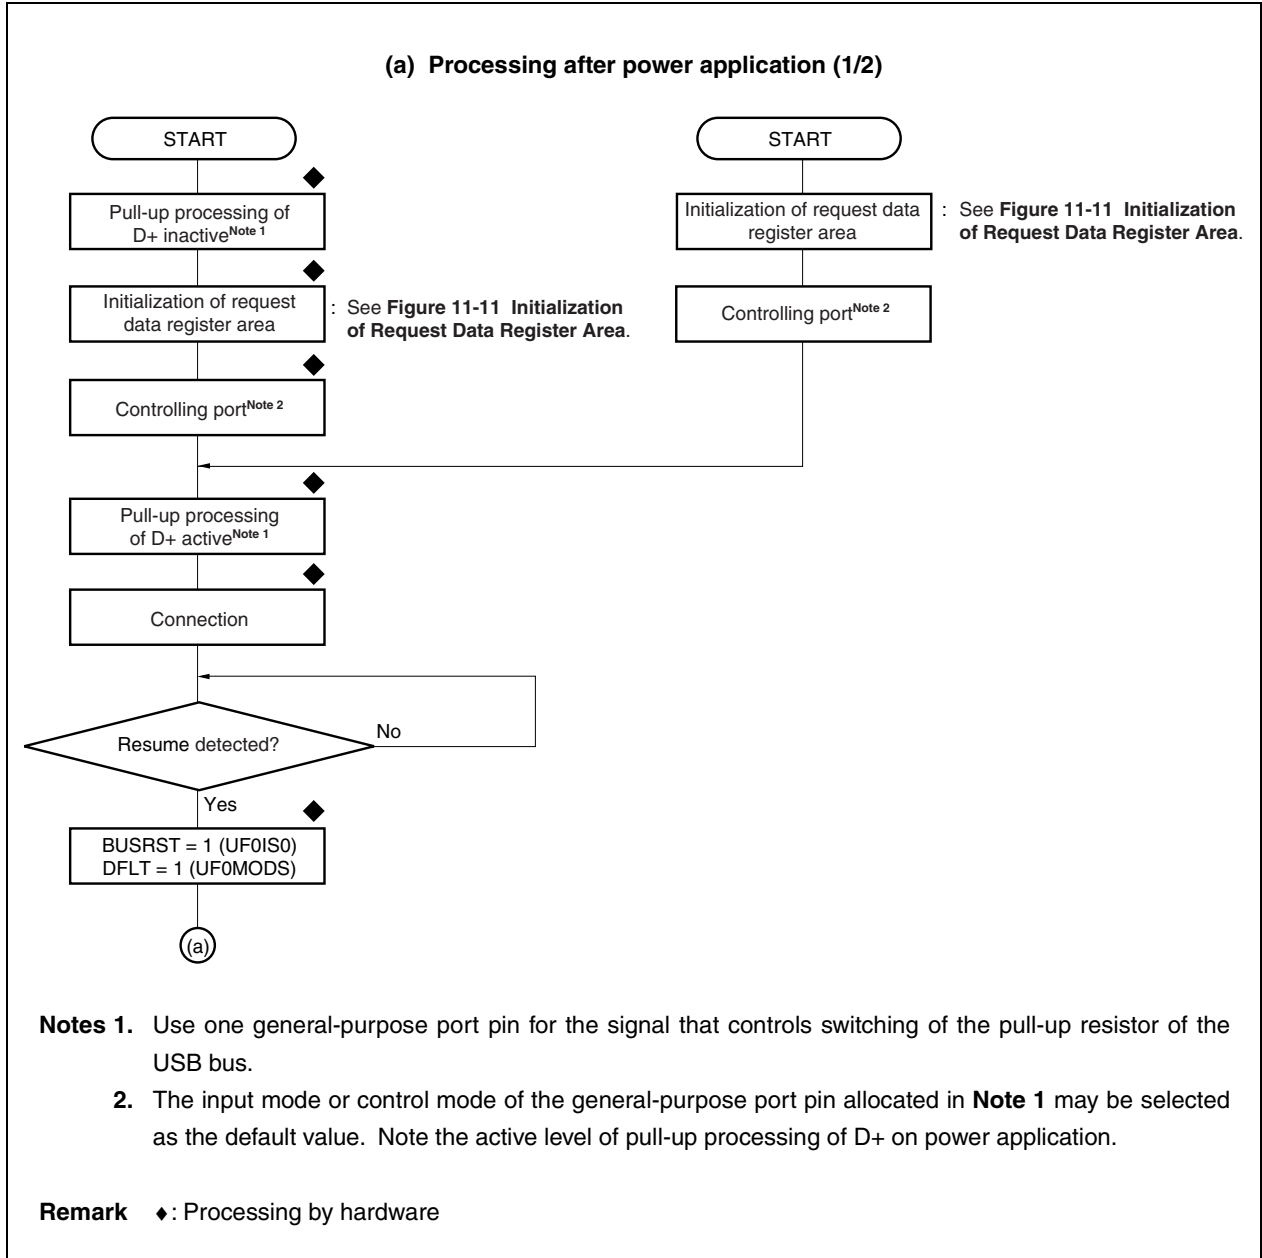 (a) Processing after power application (1/2)
START
Pull-up processing of
D+ inactiveNote 1
Initialization of request
data register area
: See Figure 11-11 Initialization
of Request Data Register Area.
Controlling portNote 2
START
Initialization of request data
register area
: See Figure 11-11 Initialization
of Request Data Register Area.
Controlling portNote 2
Pull-up processing
of D+ activeNote 1
Connection
Resume detected?
No
Yes
BUSRST = 1 (UF0IS0)
DFLT = 1 (UF0MODS)
(a)
Notes 1. Use one general-purpose port pin for the signal that controls switching of the pull-up resistor of the
USB bus.
2. The input mode or control mode of the general-purpose port pin allocated in Note 1 may be selected
as the default value. Note the active level of pull-up processing of D+ on power application.
Remark ♦: Processing by hardware